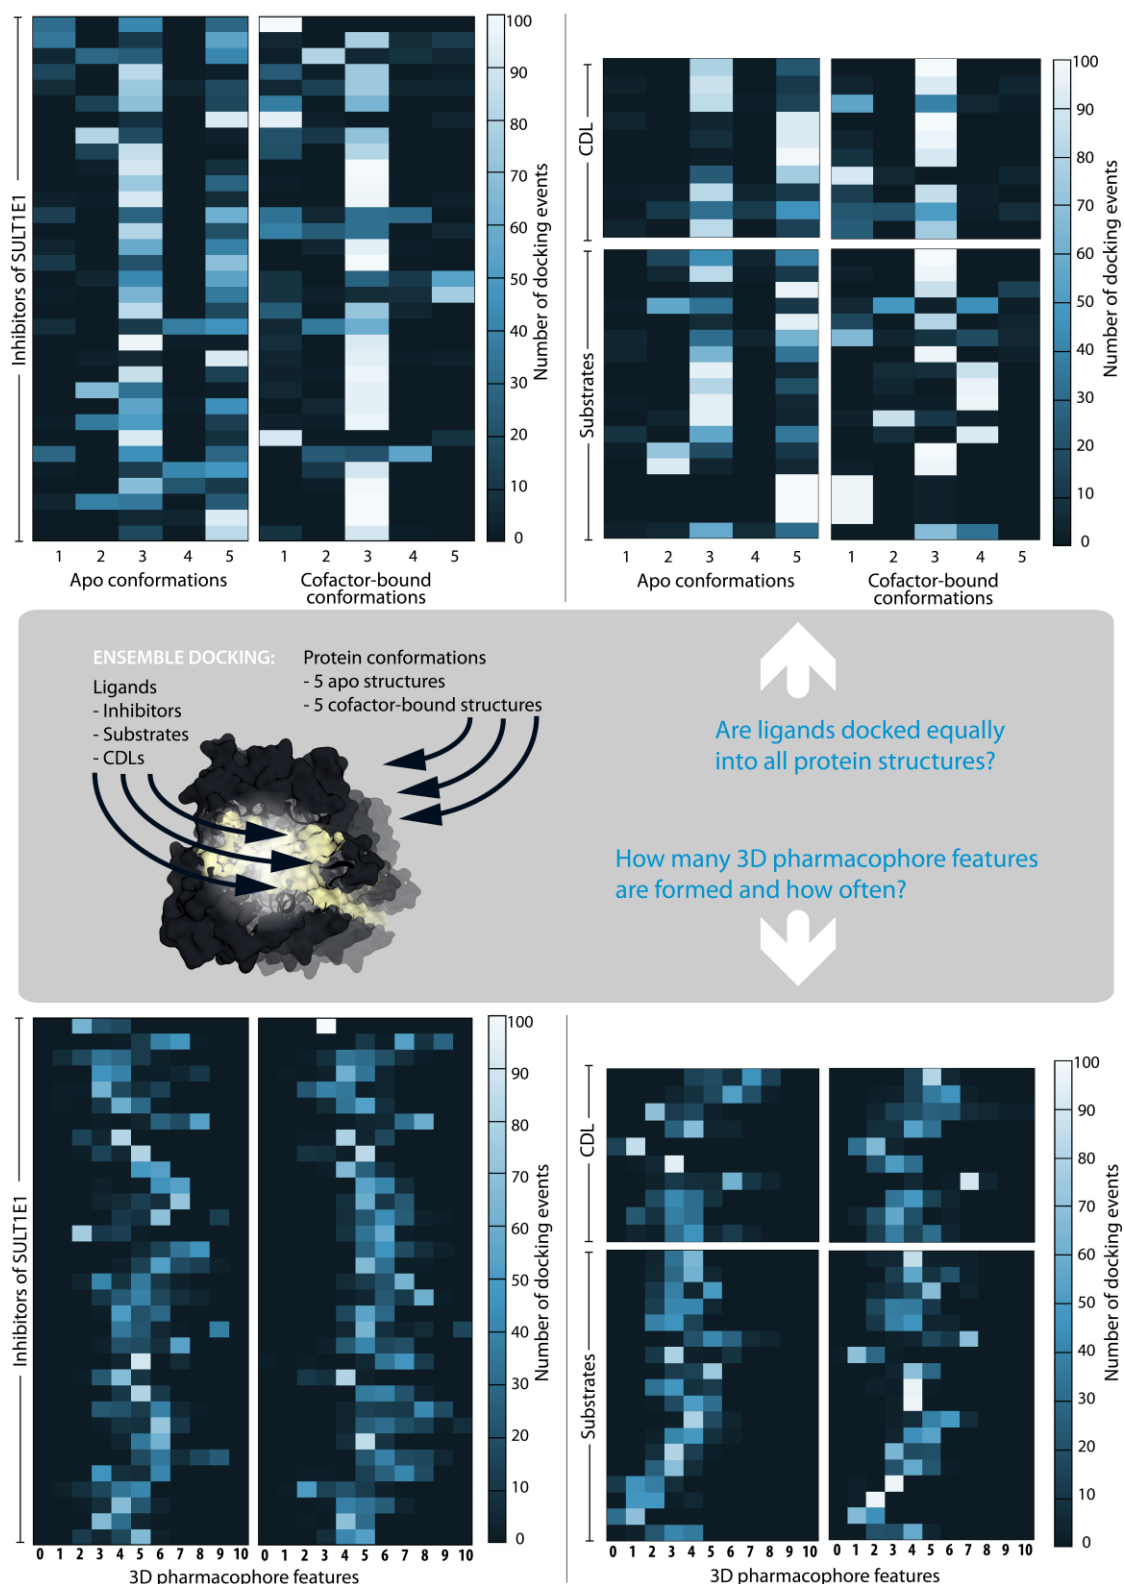 Inhibitors of SULT1E1
100
90
80
70
60
50
40
30
20
10
0
Number of docking events
1 2 3 4 5
Apo conformations
1 2 3 4 5
Cofactor-bound
conformations
CDL
Substrates
100
90
80
70
60
50
40
30
20
10
0
Number of docking events
1 2 3 4 5
Apo conformations
1 2 3 4 5
Cofactor-bound
conformations
ENSEMBLE DOCKING:
Ligands
- Inhibitors
- Substrates
- CDLs
Protein conformations
- 5 apo structures
- 5 cofactor-bound structures
Are ligands docked equally
into all protein structures?
How many 3D pharmacophore features
are formed and how often?
Inhibitors of SULT1E1
100
90
80
70
60
50
40
30
20
10
0
Number of docking events
0 1 2 3 4 5 6 7 8 9 10
0 1 2 3 4 5 6 7 8 9 10
3D pharmacophore features
CDL
Substrates
100
90
80
70
60
50
40
30
20
10
0
Number of docking events
0 1 2 3 4 5 6 7 8 9 10
0 1 2 3 4 5 6 7 8 9 10
3D pharmacophore features